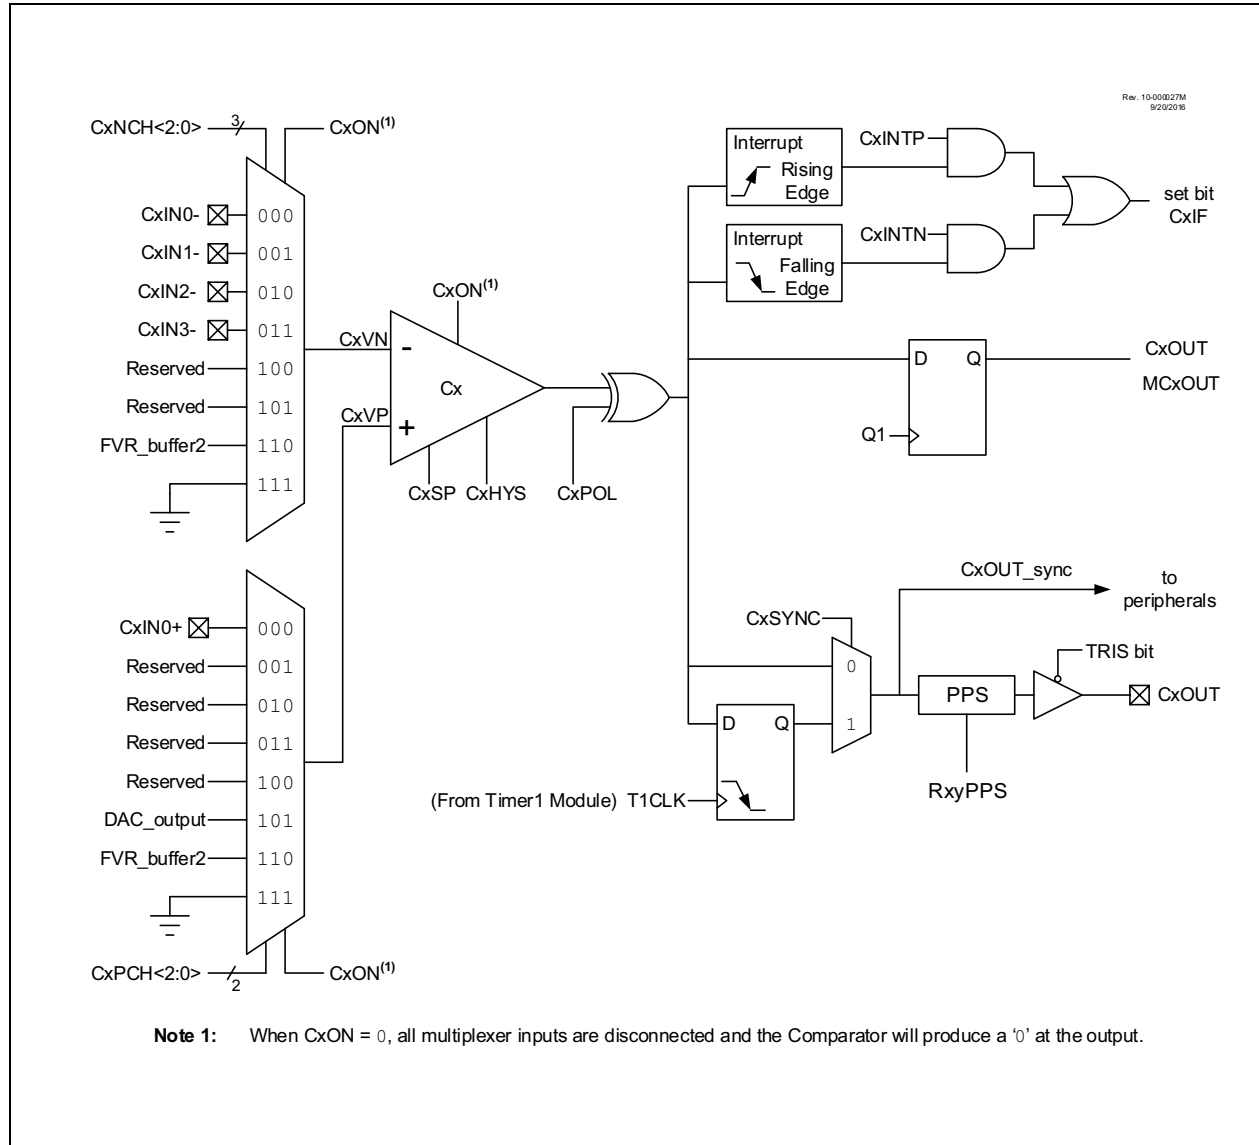 Rev. 10-000027M
9/20/2016
CxNCH<2:0>
3
CxON(1)
CxIN0-
000
CxIN1-
001
CxIN2-
010
CxIN3-
011
Reserved
100
Reserved
101
FVR_buffer2
110
111
CxVN
CxVP
CxON(1)
-
Cx
+
CxSP
CxHYS
CxPOL
Interrupt
Rising
Edge
CxINTP
Interrupt
Falling
Edge
CxINTN
set bit
CxIF
D
Q
Q1
CxOUT
MCxOUT
CxIN0+
000
Reserved
001
Reserved
010
Reserved
011
Reserved
100
DAC_output
101
FVR_buffer2
110
111
CxPCH<2:0>
2
CxON(1)
CxOUT_sync
to
peripherals
CxSYNC
0
1
D
Q
(From Timer1 Module) T1CLK
PPS
RxyPPS
TRIS bit
CxOUT
Note 1: When CxON = 0, all multiplexer inputs are disconnected and the Comparator will produce a ‘0’ at the output.